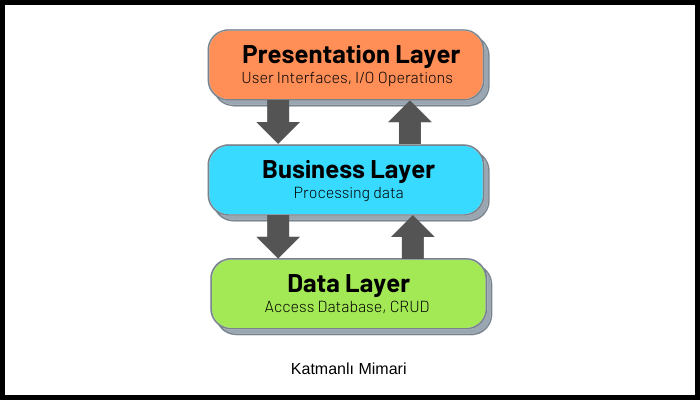 Presentation Layer
User Interfaces, I/O Operations
Business Layer
Processing data
Data Layer
Access Database, CRUD
Katmanlı Mimari